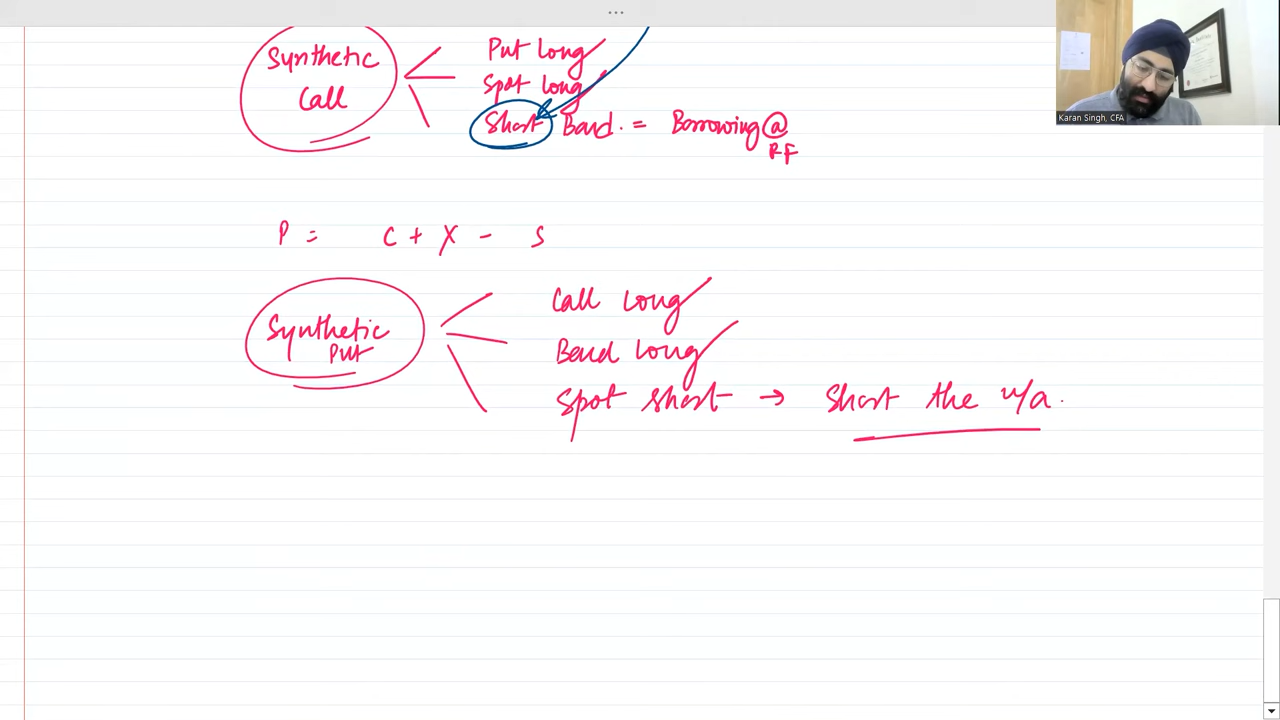 Synthetic
Call
Put long
Spot long
Short Bond. = Borrowing @
RF
P = C + X - S
Synthetic
Put
Call long
Bond long
Spot short → Short the u/a.
Karan Singh, CFA